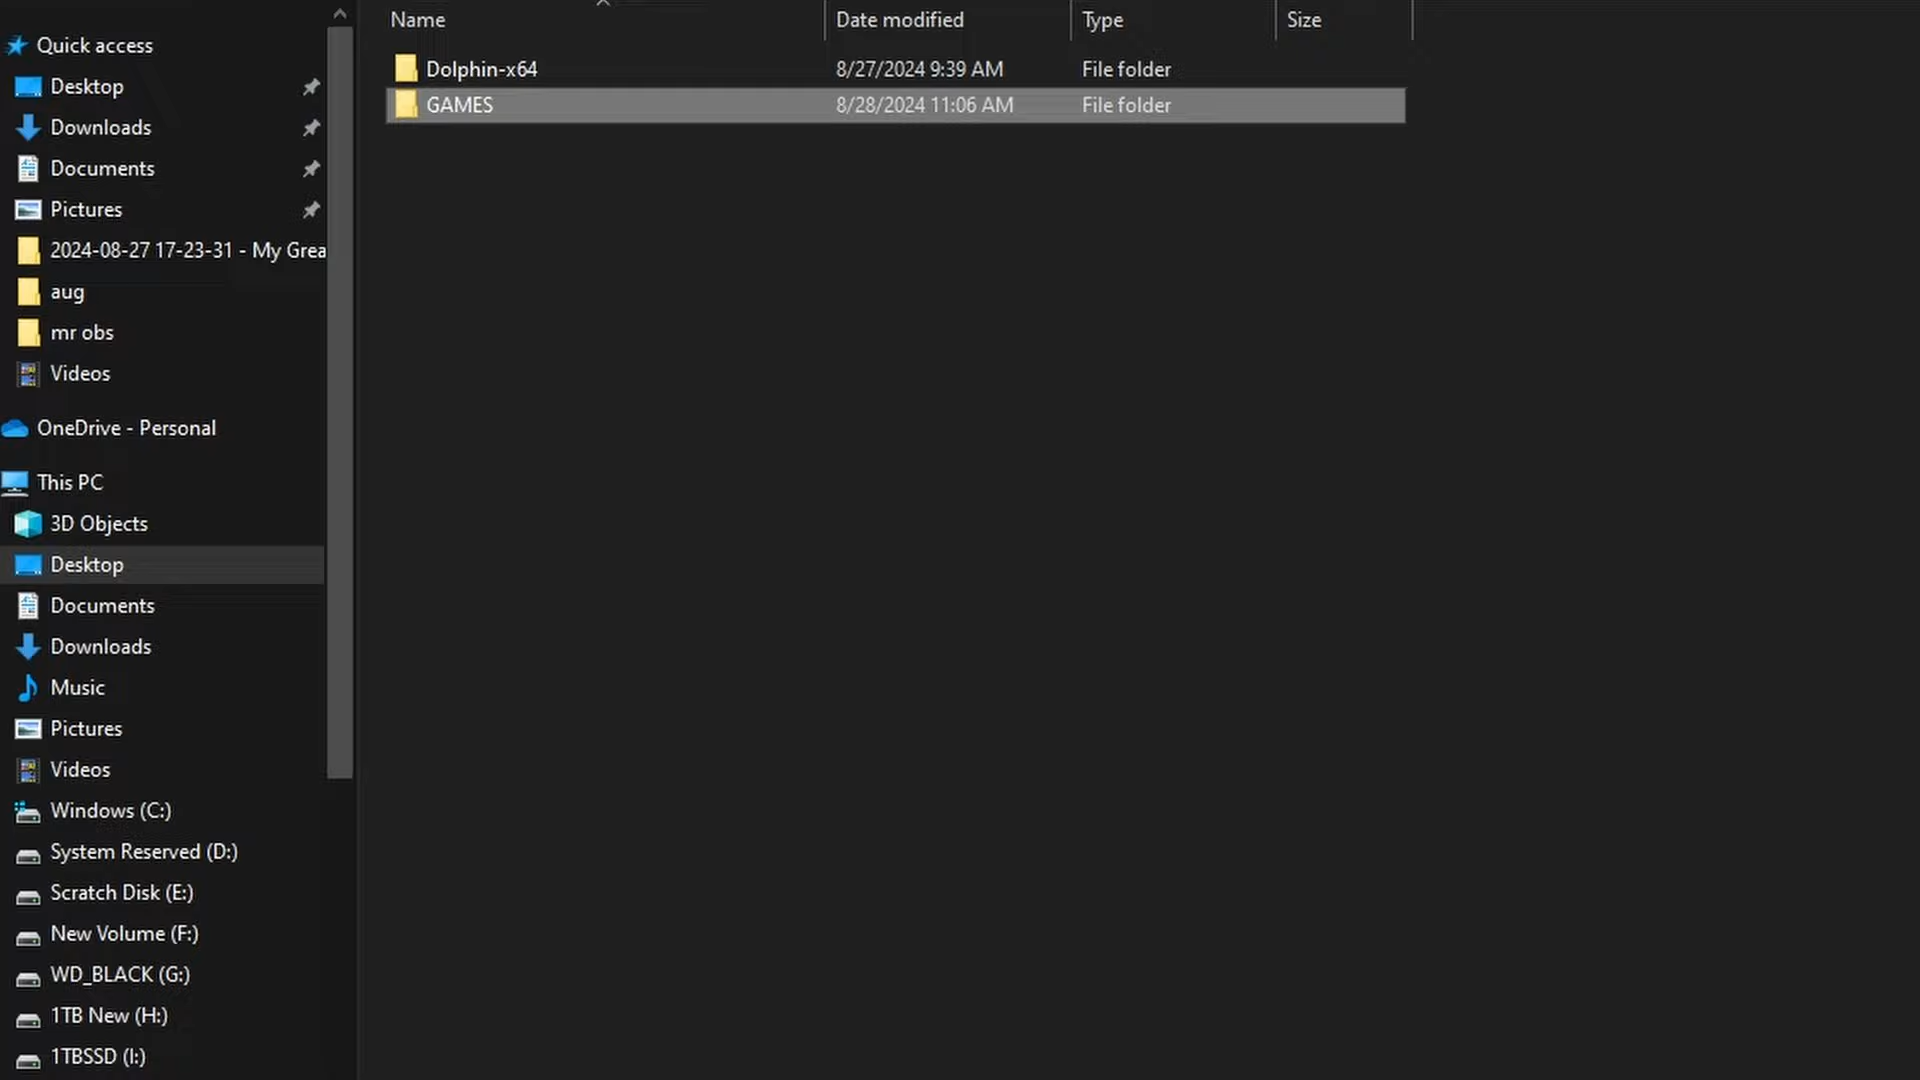 Name Date modified Type Size
Dolphin-x64 8/27/2024 9:39 AM File folder
GAMES 8/28/2024 11:06 AM File folder
Quick access
Desktop
Downloads
Documents
Pictures
2024-08-27 17-23-31 - My Grea
aug
mr obs
Videos
OneDrive - Personal
This PC
3D Objects
Desktop
Documents
Downloads
Music
Pictures
Videos
Windows (C:)
System Reserved (D:)
Scratch Disk (E:)
New Volume (F:)
WD_BLACK (G:)
1TB New (H:)
1TBSSD (I:)